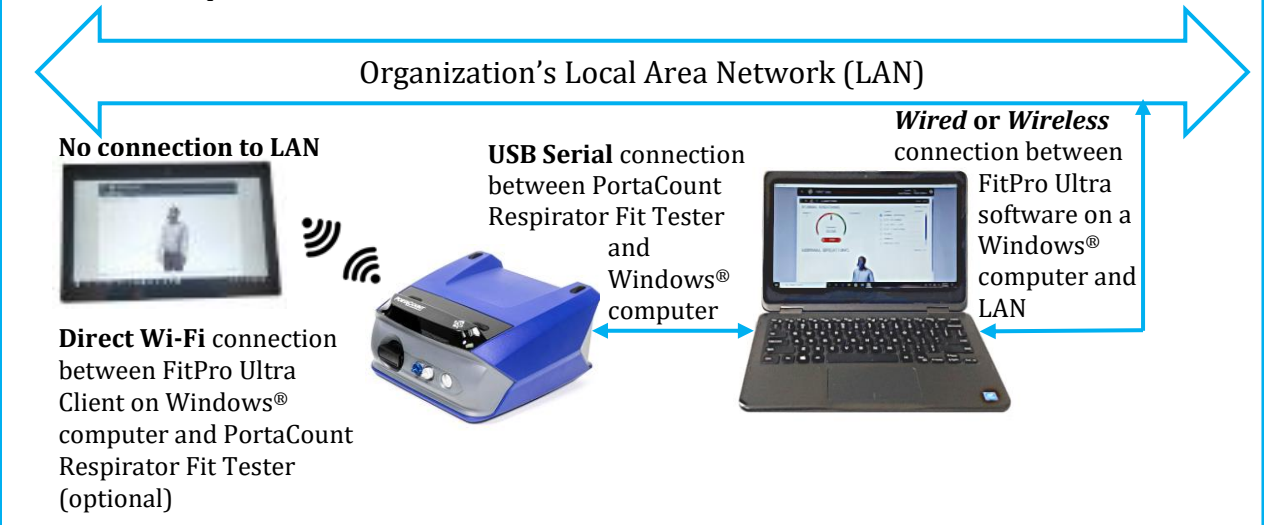 Organization's Local Area Network (LAN)
No connection to LAN
Direct Wi-Fi connection
between FitPro Ultra
Client on Windows®
computer and PortaCount
Respirator Fit Tester
(optional)
USB Serial connection
between PortaCount
Respirator Fit Tester
and
Windows®
computer
PORTACOUNT
Wired or Wireless
connection between
FitPro Ultra
software on a
Windows®
computer and
LAN